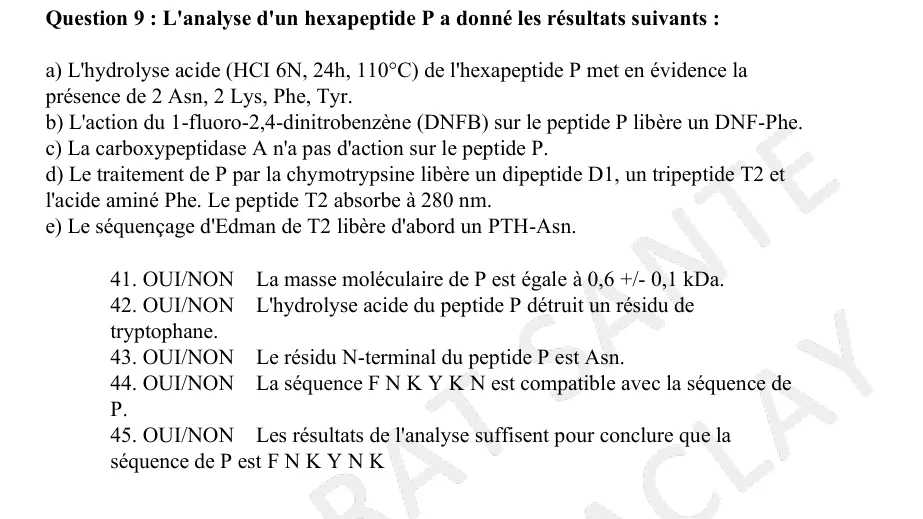 Question 9 : L'analyse d'un hexapeptide P a donné les résultats suivants :
a) L'hydrolyse acide (HCI 6N, 24h, 110°C) de l'hexapeptide P met en évidence la
présence de 2 Asn, 2 Lys, Phe, Tyr.
b) L'action du 1-fluoro-2,4-dinitrobenzène (DNFB) sur le peptide P libère un DNF-Phe.
c) La carboxypeptidase A n'a pas d'action sur le peptide P.
d) Le traitement de P par la chymotrypsine libère un dipeptide D1, un tripeptide T2 et
l'acide aminé Phe. Le peptide T2 absorbe à 280 nm.
e) Le séquençage d'Edman de T2 libère d'abord un PTH-Asn.
41. OUI/NON La masse moléculaire de P est égale à 0,6 +/- 0,1 kDa.
42. OUI/NON L'hydrolyse acide du peptide P détruit un résidu de
tryptophane.
43. OUI/NON Le résidu N-terminal du peptide P est Asn.
44. OUI/NON La séquence F N K Y K N est compatible avec la séquence de
P.
45. OUI/NON Les résultats de l'analyse suffisent pour conclure que la
séquence de P est F N K Y N K
RAT SANTE
ACLAY